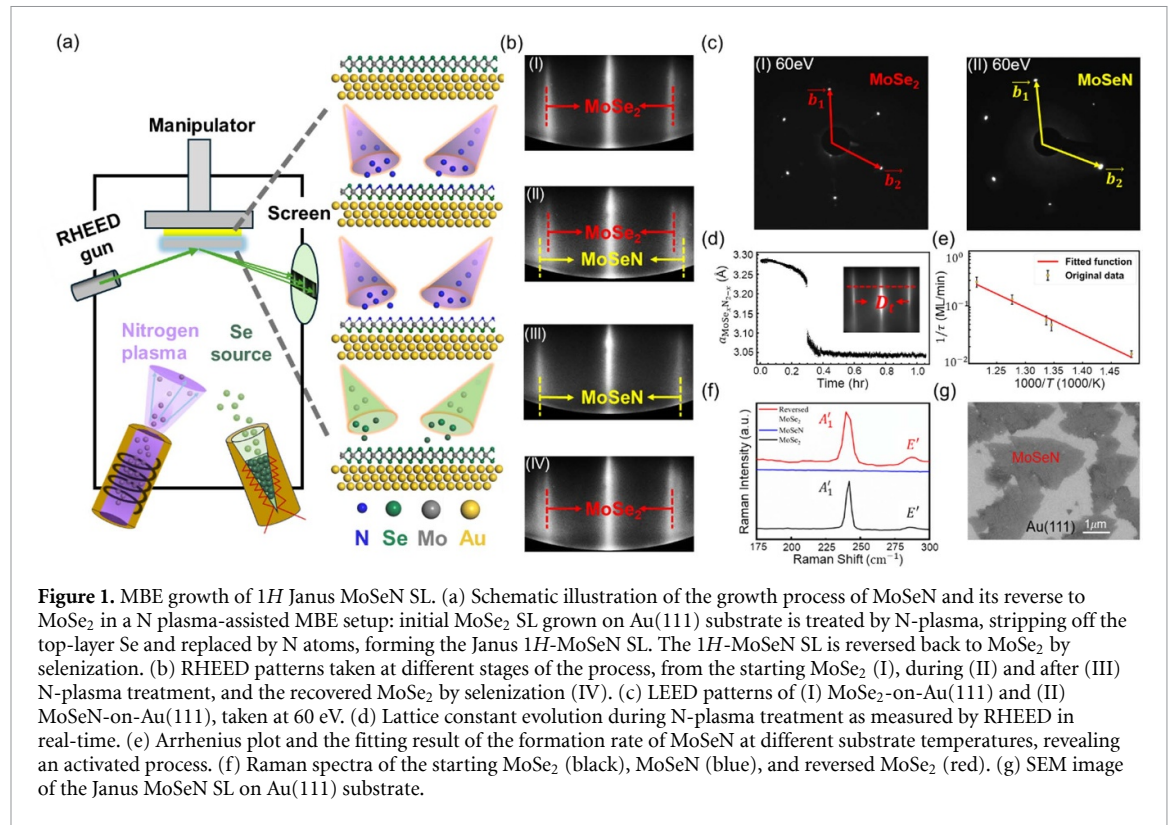 (a)
Manipulator
Screen
RHEED
gun
Nitrogen
plasma
Se
source
N Se Mo Au
(b)
(I)
MoSe₂
(II)
MoSe₂
MoSeN
(III)
MoSeN
(IV)
MoSe₂
(c)
(I) 60eV
MoSe₂
b₁
b₂
(II) 60eV
MoSeN
b₁
b₂
(d)
a MoSeₓN₂₋ₓ (Å)
3.30
3.25
3.20
3.15
3.10
3.05
Dₜ
0.0 0.2 0.4 0.6 0.8 1.0
Time (hr)
(e)
1/τ (ML/min)
10⁰
10⁻¹
10⁻²
Fitted function
Original data
1.25 1.30 1.35 1.40 1.45
1000/T (1000/K)
(f)
Raman Intensity (a.u.)
Reversed
MoSe₂
MoSeN
MoSe₂
A′₁
E′
A′₁
E′
175 200 225 250 275 300
Raman Shift (cm⁻¹)
(g)
MoSeN
Au(111)
1μm
Figure 1. MBE growth of 1H Janus MoSeN SL. (a) Schematic illustration of the growth process of MoSeN and its reverse to
MoSe₂ in a N plasma-assisted MBE setup: initial MoSe₂ SL grown on Au(111) substrate is treated by N-plasma, stripping off the
top-layer Se and replaced by N atoms, forming the Janus 1H-MoSeN SL. The 1H-MoSeN SL is reversed back to MoSe₂ by
selenization. (b) RHEED patterns taken at different stages of the process, from the starting MoSe₂ (I), during (II) and after (III)
N-plasma treatment, and the recovered MoSe₂ by selenization (IV). (c) LEED patterns of (I) MoSe₂-on-Au(111) and (II)
MoSeN-on-Au(111), taken at 60 eV. (d) Lattice constant evolution during N-plasma treatment as measured by RHEED in
real-time. (e) Arrhenius plot and the fitting result of the formation rate of MoSeN at different substrate temperatures, revealing
an activated process. (f) Raman spectra of the starting MoSe₂ (black), MoSeN (blue), and reversed MoSe₂ (red). (g) SEM image
of the Janus MoSeN SL on Au(111) substrate.